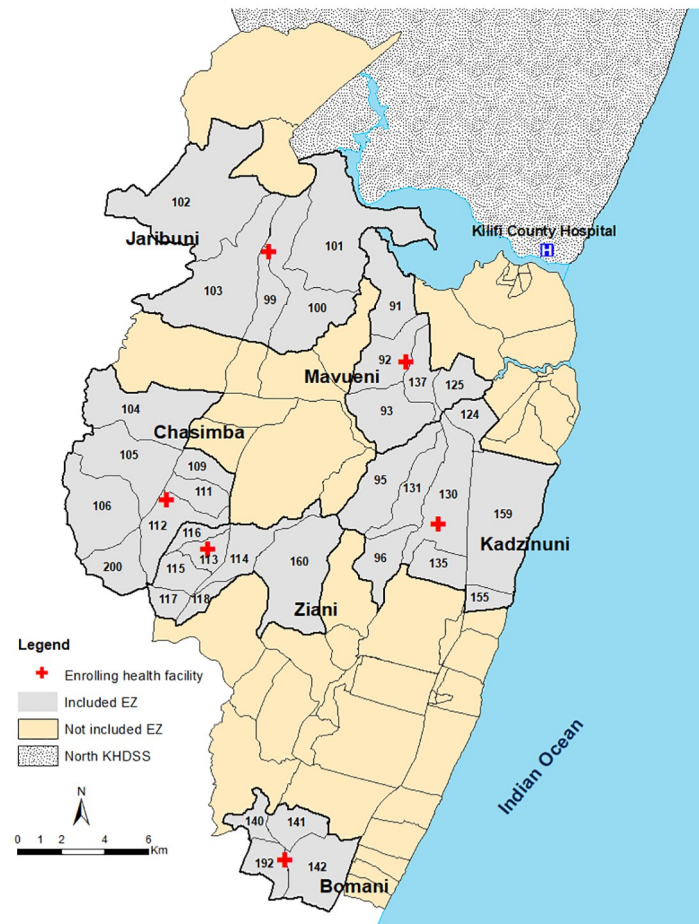 102
Jaribuni
101
Kilifi County Hospital
H
103
99
100
91
92
Mavueni
137
125
93
124
104
Chasimba
105
109
95
131
130
111
106
159
112
116
Kadzinuni
113
114
160
96
135
200
115
117
118
155
Ziani
Legend
Enrolling health facility
Included EZ
Not included EZ
North KHDSS
N
0 1 2 4 6
Km
Indian Ocean
140
141
192
142
Bomani